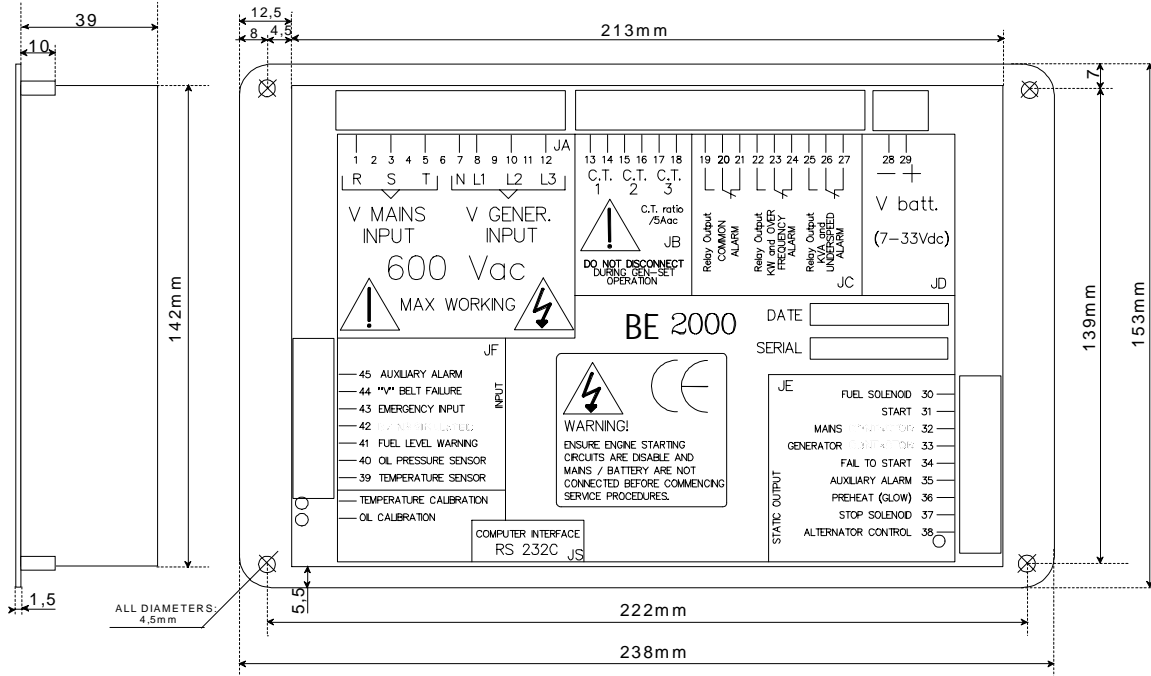 12,5
39
8
4,5
213mm
10
7
JA
1 2 3 4 5 6 7 8 9 10 11 12
13 14 15 16 17 18
19 20 21 22 23 24 25 26 27
28 29
R S T N L1 L2 L3
C.T. C.T. C.T.
1 2 3
V MAINS
INPUT
V GENER.
INPUT
C.T. ratio
/5Aac
JB
DO NOT DISCONNECT
DURING GEN-SET
OPERATION
Relay Output
COMMON
ALARM
Relay Output
KW and OVER
FREQUENCY
ALARM
Relay Output
KVA and
UNDERSPEED
ALARM
JC
V batt.
(7-33Vdc)
JD
600 Vac
MAX WORKING
BE 2000
DATE
SERIAL
142mm
139mm
153mm
JF
INPUT
45 AUXILIARY ALARM
44 "V" BELT FAILURE
43 EMERGENCY INPUT
42
41 FUEL LEVEL WARNING
40 OIL PRESSURE SENSOR
39 TEMPERATURE SENSOR
TEMPERATURE CALIBRATION
OIL CALIBRATION
CE
WARNING!
ENSURE ENGINE STARTING
CIRCUITS ARE DISABLE AND
MAINS / BATTERY ARE NOT
CONNECTED BEFORE COMMENCING
SERVICE PROCEDURES.
COMPUTER INTERFACE
RS 232C JS
JE
STATIC OUTPUT
FUEL SOLENOID 30
START 31
MAINS 32
GENERATOR 33
FAIL TO START 34
AUXILIARY ALARM 35
PREHEAT (GLOW) 36
STOP SOLENOID 37
ALTERNATOR CONTROL 38
1,5
5,5
ALL DIAMETERS:
4,5mm
222mm
238mm